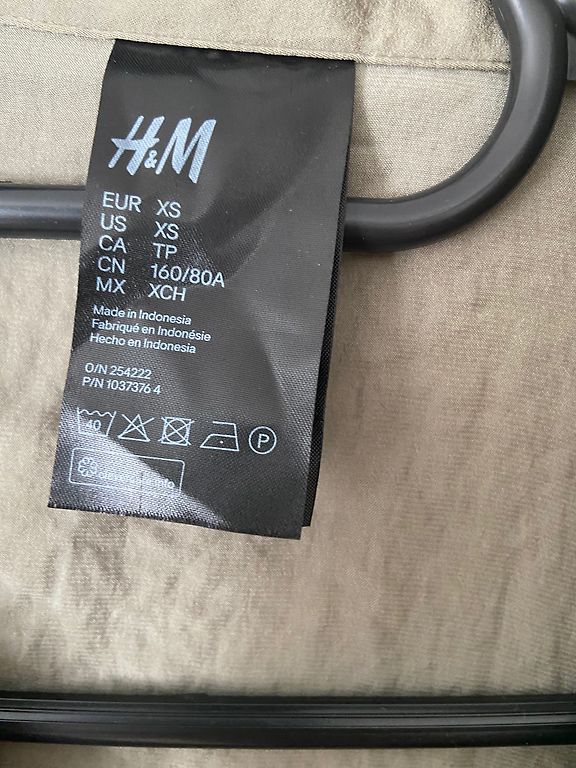 H&M
EUR XS
US XS
CA TP
CN 160/80A
MX XCH
Made in Indonesia
Fabriqué en Indonésie
Hecho en Indonesia
O/N 254222
P/N 1037376 4
40
P